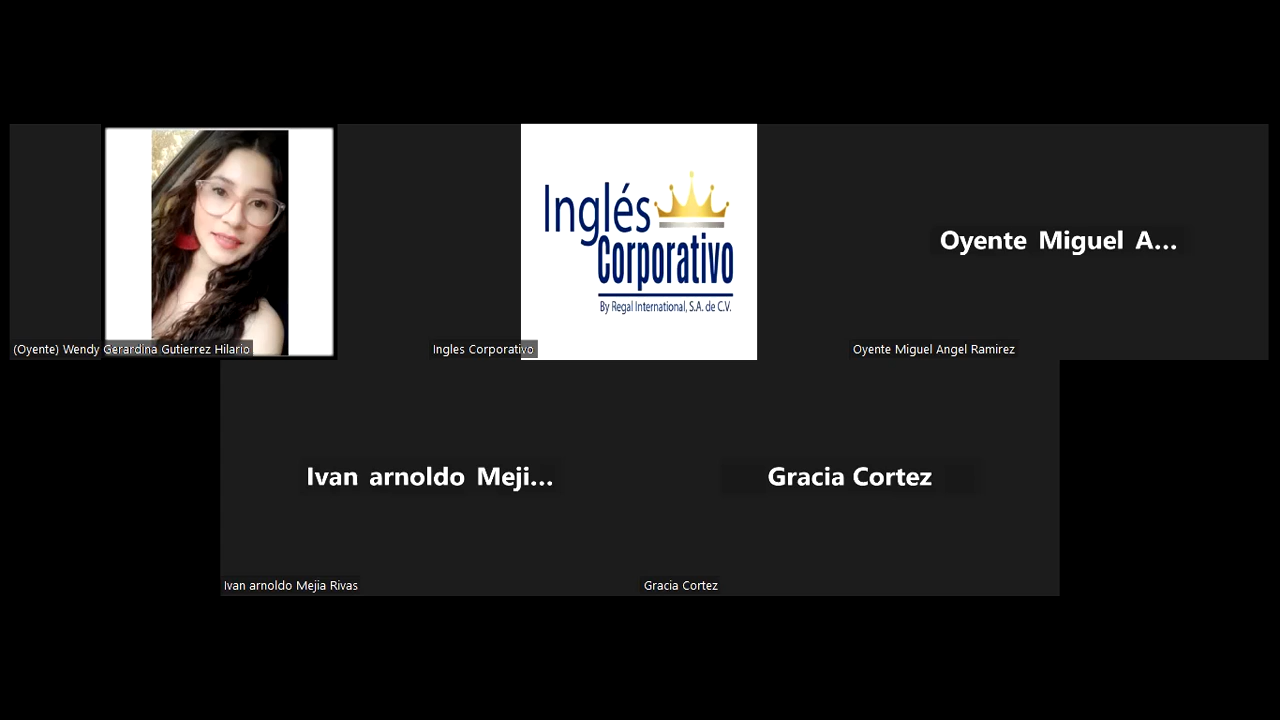 Inglés
Corporativo
By Regal International, S.A. de C.V.
Oyente Miguel A...
(Oyente) Wendy Gerardina Gutierrez Hilario
Ingles Corporativo
Oyente Miguel Angel Ramirez
Ivan arnoldo Meji...
Gracia Cortez
Ivan arnoldo Mejia Rivas
Gracia Cortez